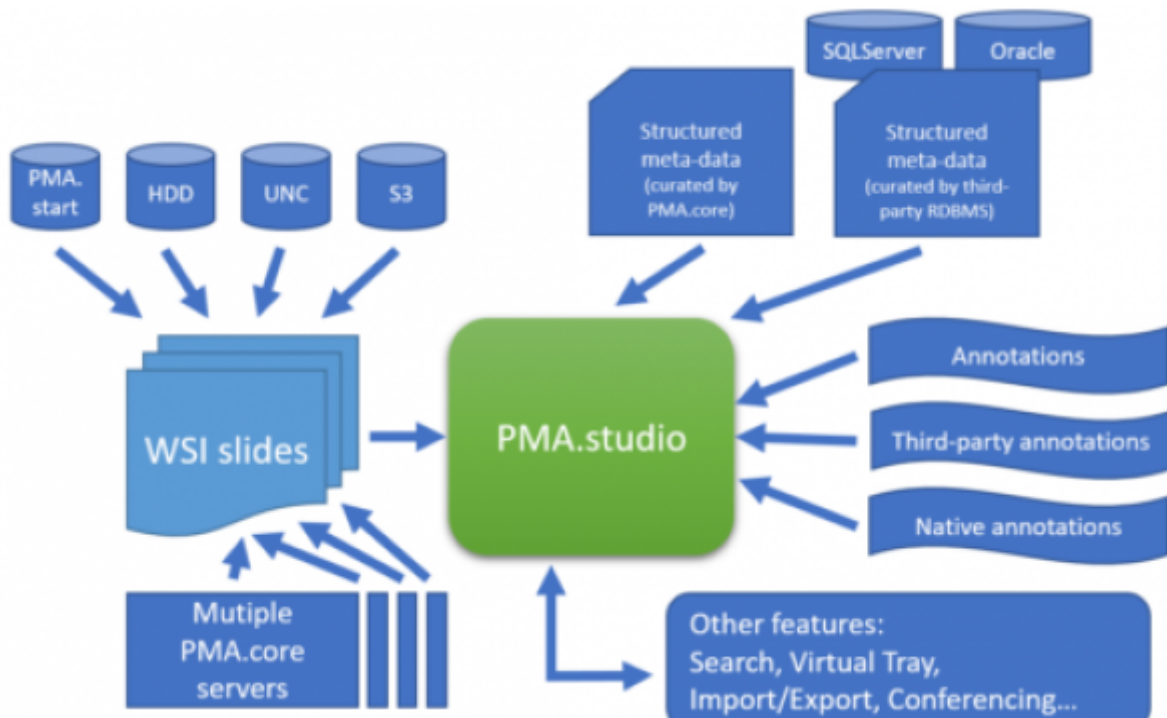 SQLServer
Oracle
Structured
meta-data
(curated by
PMA.core)
Structured
meta-data
(curated by third-
party RDBMS)
PMA.
start
HDD
UNC
S3
WSI slides
PMA.studio
Annotations
Third-party annotations
Native annotations
Mutiple
PMA.core
servers
Other features:
Search, Virtual Tray,
Import/Export, Conferencing...